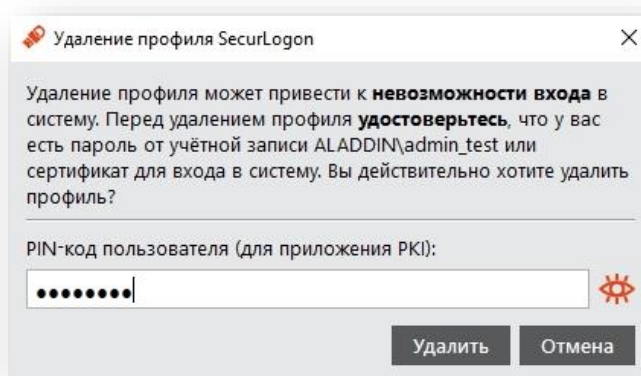 Удаление профиля SecurLogon
Удаление профиля может привести к невозможности входа в
систему. Перед удалением профиля удостоверьтесь, что у вас
есть пароль от учётной записи ALADDIN\admin_test или
сертификат для входа в систему. Вы действительно хотите удалить
профиль?
PIN-код пользователя (для приложения PKI):
••••••••
Удалить Отмена